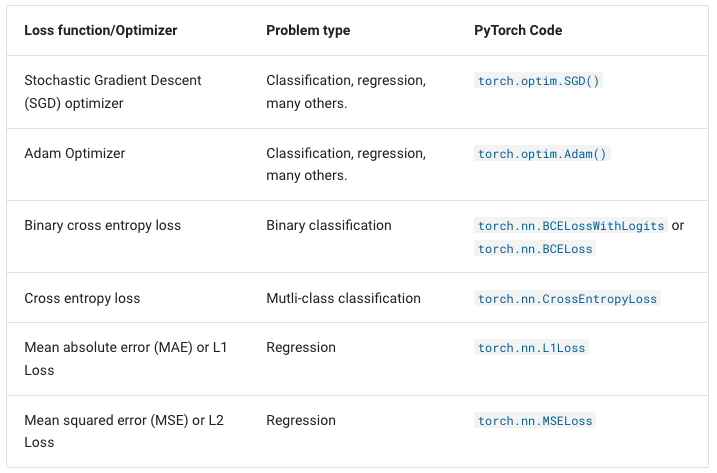 Loss function/Optimizer Problem type PyTorch Code
Stochastic Gradient Descent Classification, regression, torch.optim.SGD()
(SGD) optimizer many others.
Adam Optimizer Classification, regression, torch.optim.Adam()
many others.
Binary cross entropy loss Binary classification torch.nn.BCELossWithLogits or
torch.nn.BCELoss
Cross entropy loss Mutli-class classification torch.nn.CrossEntropyLoss
Mean absolute error (MAE) or L1 Regression torch.nn.L1Loss
Loss
Mean squared error (MSE) or L2 Regression torch.nn.MSELoss
Loss